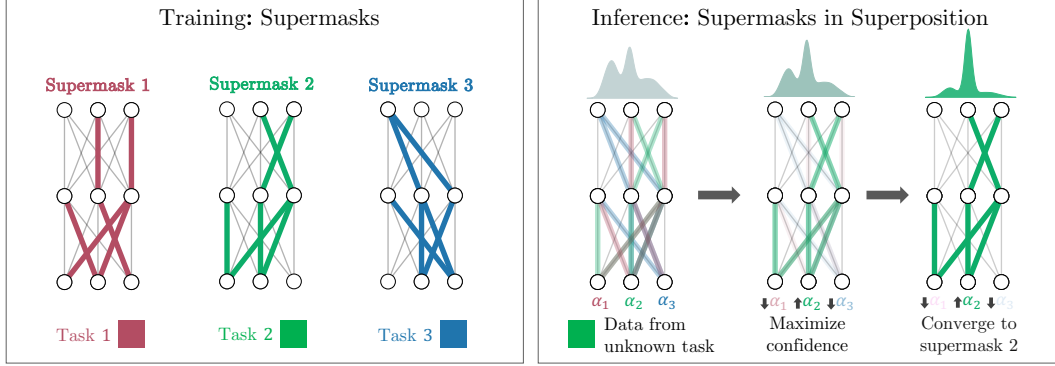 Training: Supermasks
Supermask 1
Supermask 2
Supermask 3
Task 1
Task 2
Task 3
Inference: Supermasks in Superposition
α1 α2 α3
α1 α2 α3
α1 α2 α3
Data from
unknown task
Maximize
confidence
Converge to
supermask 2